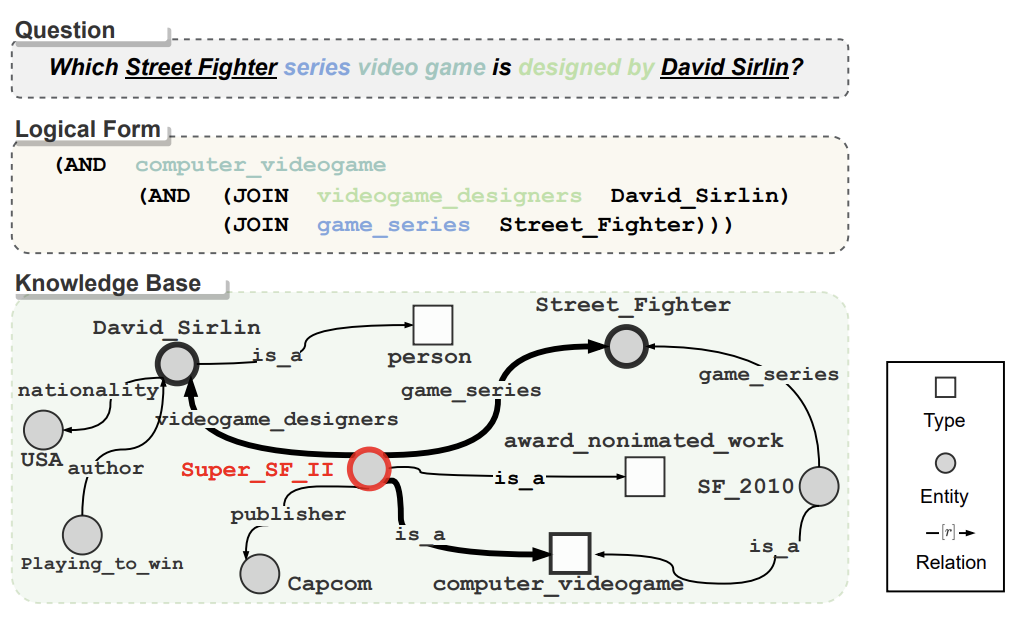 Question
Which Street Fighter series video game is designed by David Sirlin?
Logical Form
(AND computer_videogame
(AND (JOIN videogame_designers David_Sirlin)
(JOIN game_series Street_Fighter)))
Knowledge Base
Street_Fighter
David_Sirlin
is_a
person
nationality
game_series
game_series
videogame_designers
USA
author
award_nonimated_work
Super_SF_II
is_a
SF_2010
publisher
is_a
is_a
Playing_to_win
Capcom
computer_videogame
Type
Entity
[r]
Relation